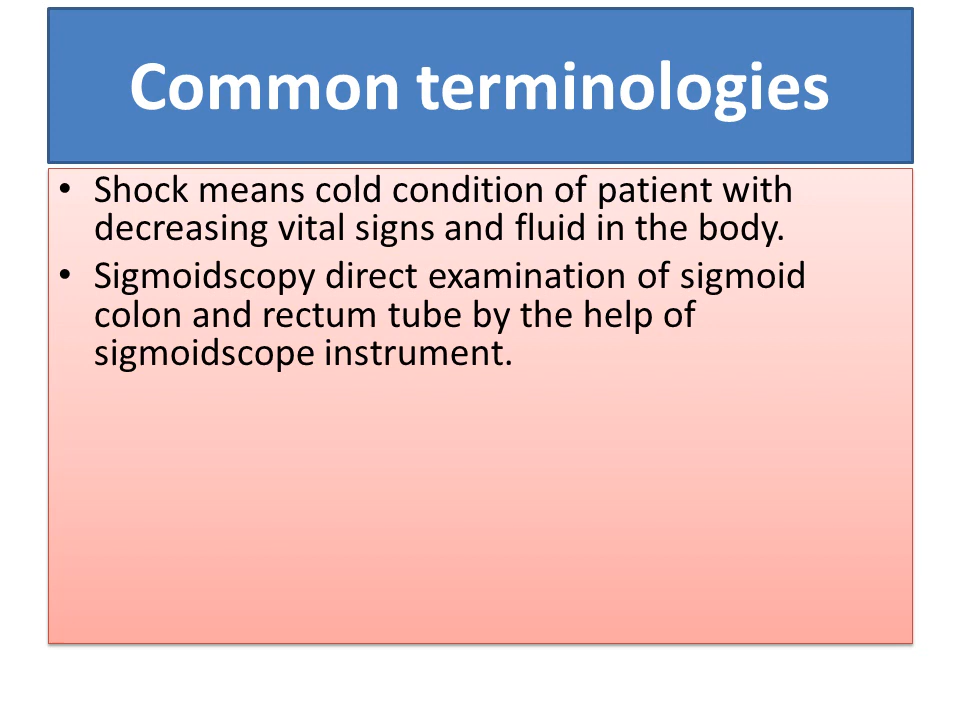 Common terminologies
• Shock means cold condition of patient with
decreasing vital signs and fluid in the body.
• Sigmoidscopy direct examination of sigmoid
colon and rectum tube by the help of
sigmoidscope instrument.